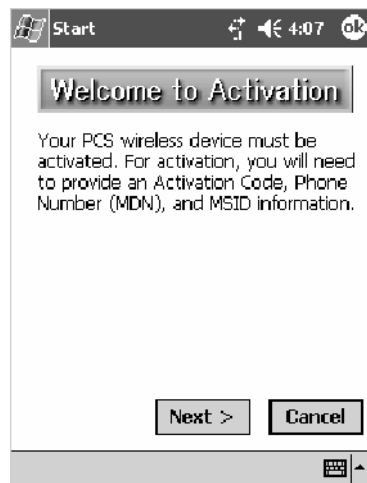 Start 4:07 ok
Welcome to Activation
Your PCS wireless device must be
activated. For activation, you will need
to provide an Activation Code, Phone
Number (MDN), and MSID information.
Next > Cancel